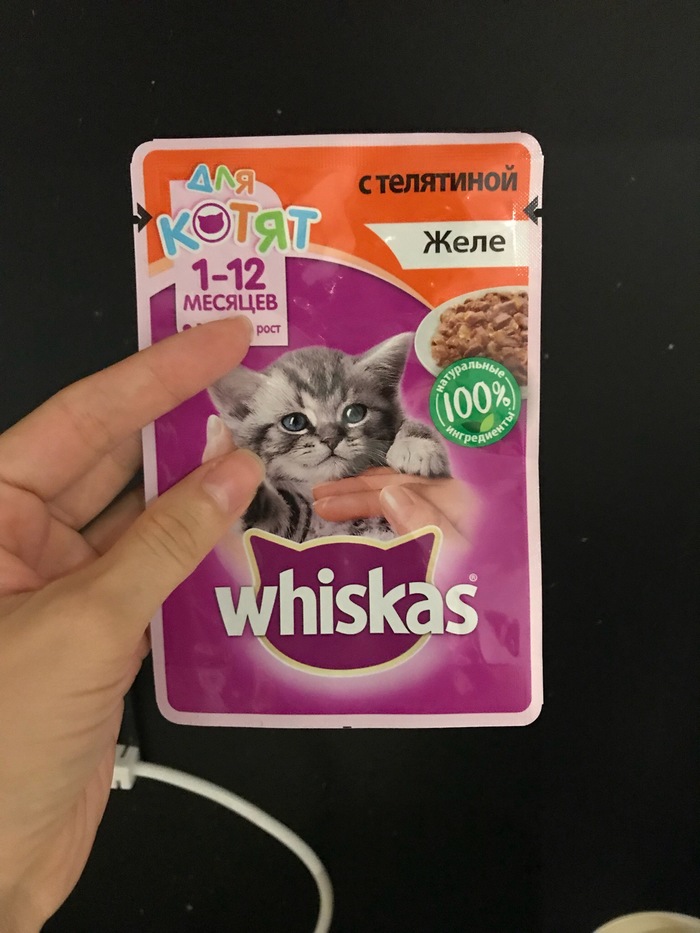 для
котят
1-12
МЕСЯЦЕВ
рост
с телятиной
Желе
натуральные
100%
ингредиенты
whiskas®